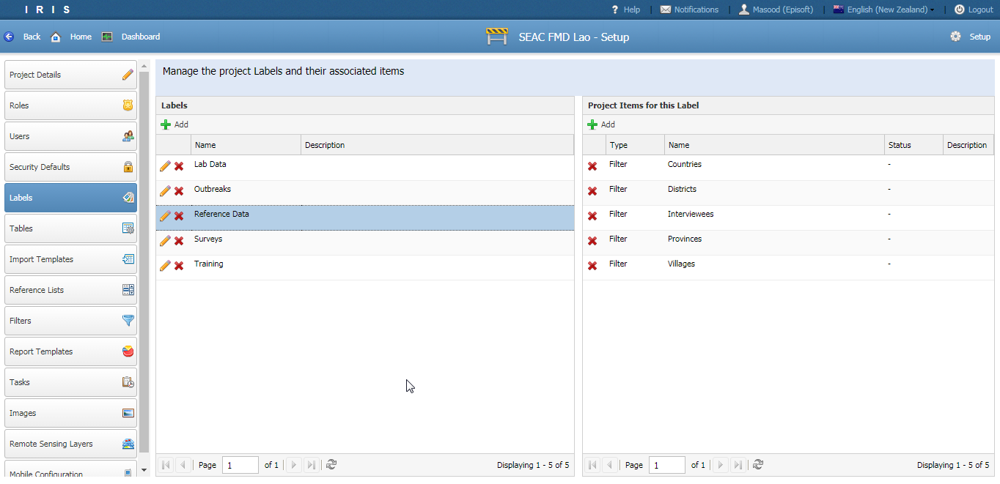 I R I S
? Help | Notifications | Masood (Episoft) | English (New Zealand) | Logout
Back Home Dashboard
SEAC FMD Lao - Setup
Setup
Project Details
Roles
Users
Security Defaults
Labels
Tables
Import Templates
Reference Lists
Filters
Report Templates
Tasks
Images
Remote Sensing Layers
Mobile Configuration
Manage the project Labels and their associated items
Labels
Add
Name Description
Lab Data
Outbreaks
Reference Data
Surveys
Training
Page 1 of 1
Displaying 1 - 5 of 5
Project Items for this Label
Add
Type Name Status Description
Filter Countries -
Filter Districts -
Filter Interviewees -
Filter Provinces -
Filter Villages -
Page 1 of 1
Displaying 1 - 5 of 5